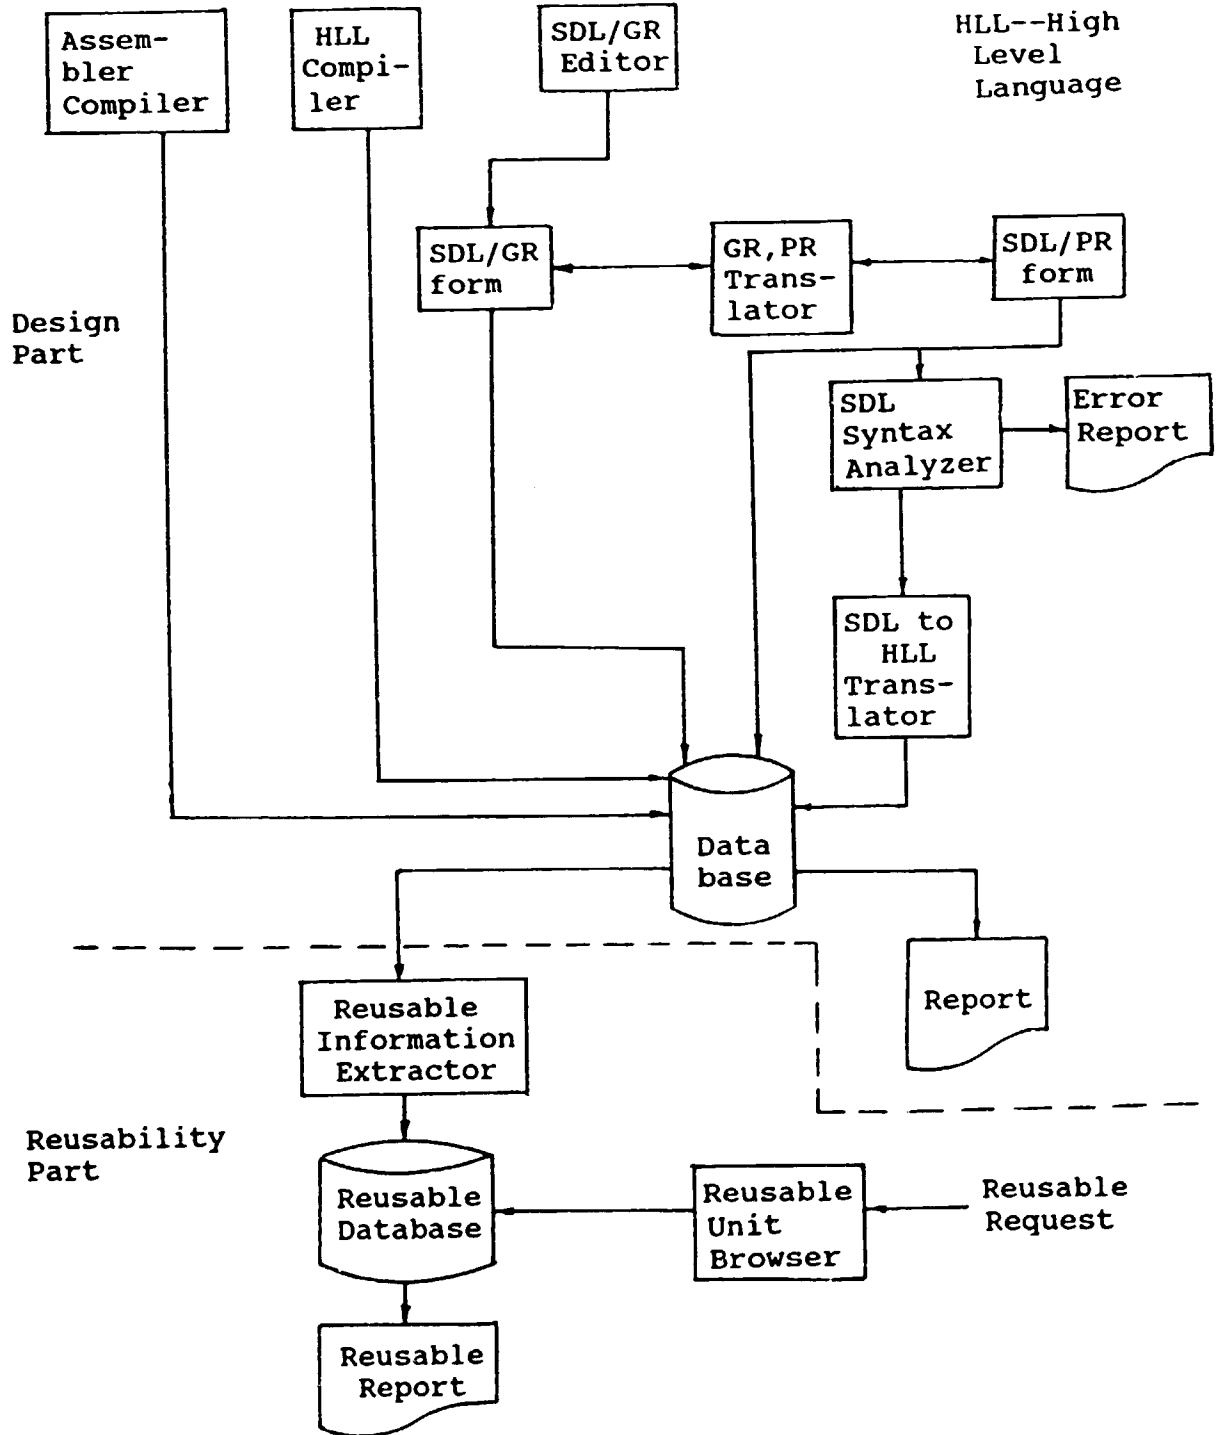 Assem-
bler
Compiler
HLL
Compi-
ler
SDL/GR
Editor
HLL--High
Level
Language
SDL/GR
form
GR,PR
Trans-
lator
SDL/PR
form
Design
Part
SDL
Syntax
Analyzer
Error
Report
SDL to
HLL
Trans-
lator
Data
base
Report
Reusable
Information
Extractor
Reusability
Part
Reusable
Database
Reusable
Unit
Browser
Reusable
Request
Reusable
Report